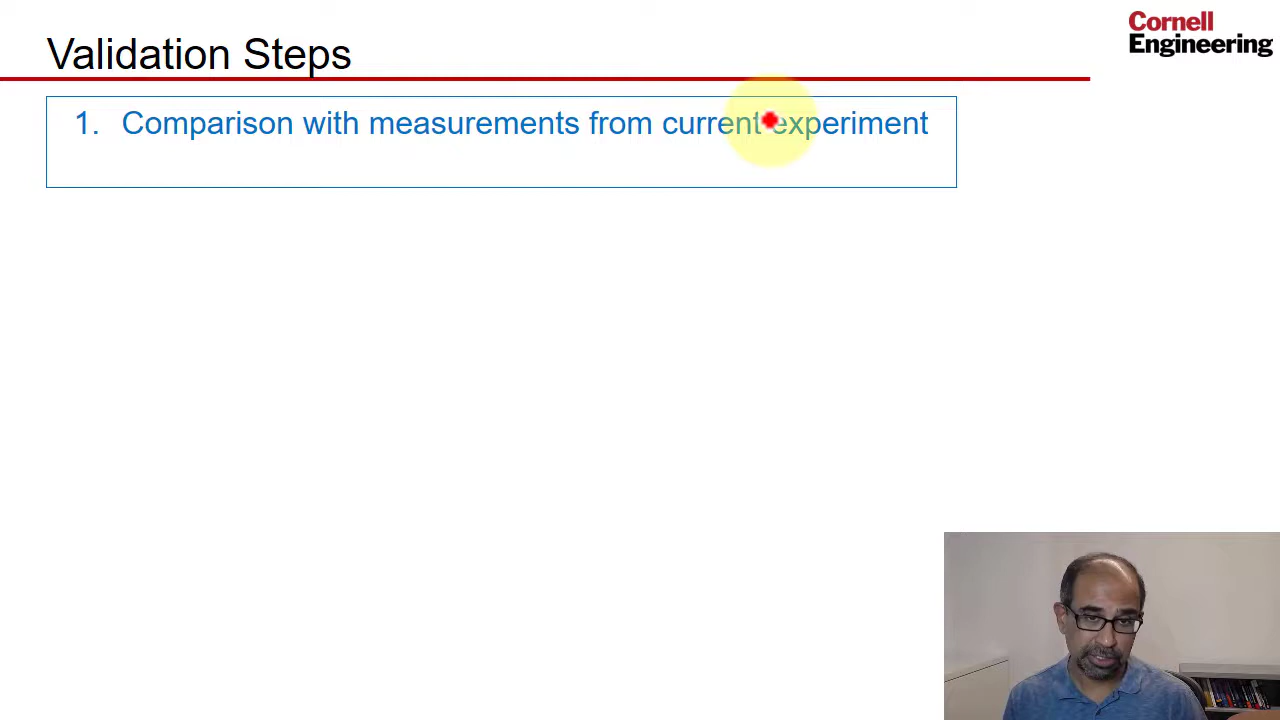 Validation Steps
Cornell
Engineering
1. Comparison with measurements from current experiment